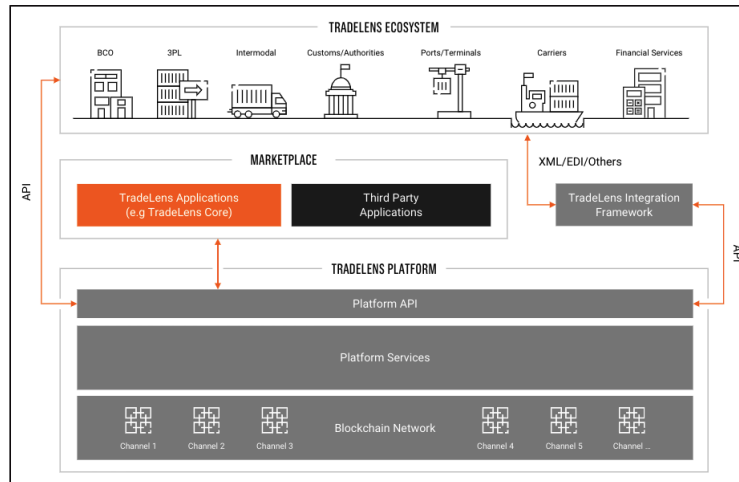 TRADELENS ECOSYSTEM
BCO
3PL
Intermodal
Customs/Authorities
Ports/Terminals
Carriers
Financial Services
API
MARKETPLACE
XML/EDI/Others
TradeLens Applications
(e.g TradeLens Core)
Third Party
Applications
TradeLens Integration
Framework
API
TRADELENS PLATFORM
Platform API
Platform Services
Blockchain Network
Channel 1
Channel 2
Channel 3
Channel 4
Channel 5
Channel ...